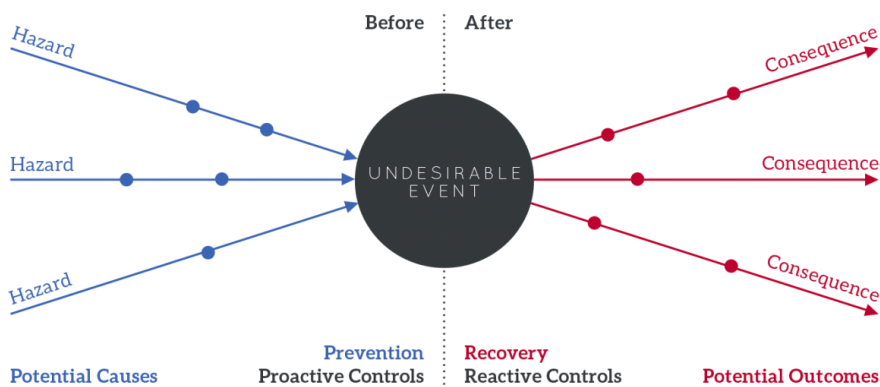 Before
After
Hazard
Consequence
Hazard
UNDESIRABLE
EVENT
Consequence
Hazard
Consequence
Prevention
Recovery
Potential Causes
Proactive Controls
Reactive Controls
Potential Outcomes